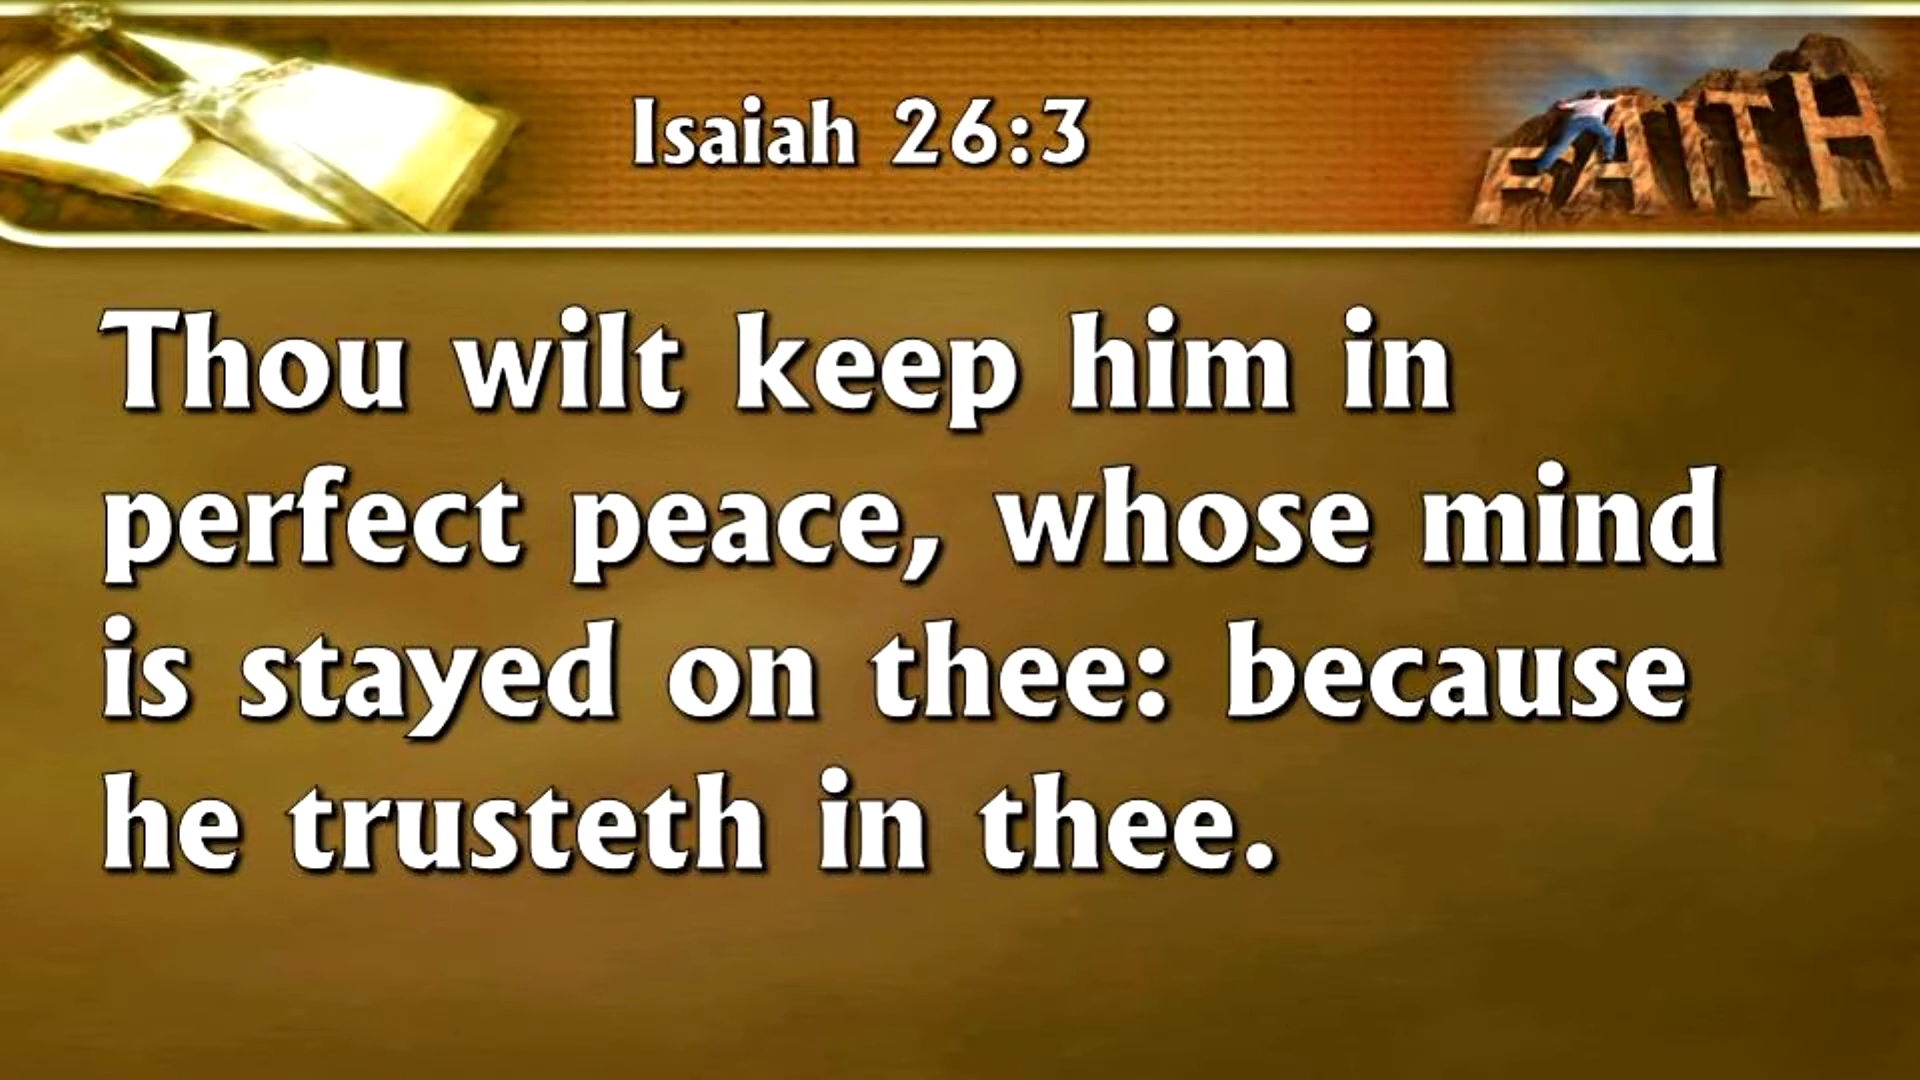 Isaiah 26:3
FAITH
Thou wilt keep him in
perfect peace, whose mind
is stayed on thee: because
he trusteth in thee.